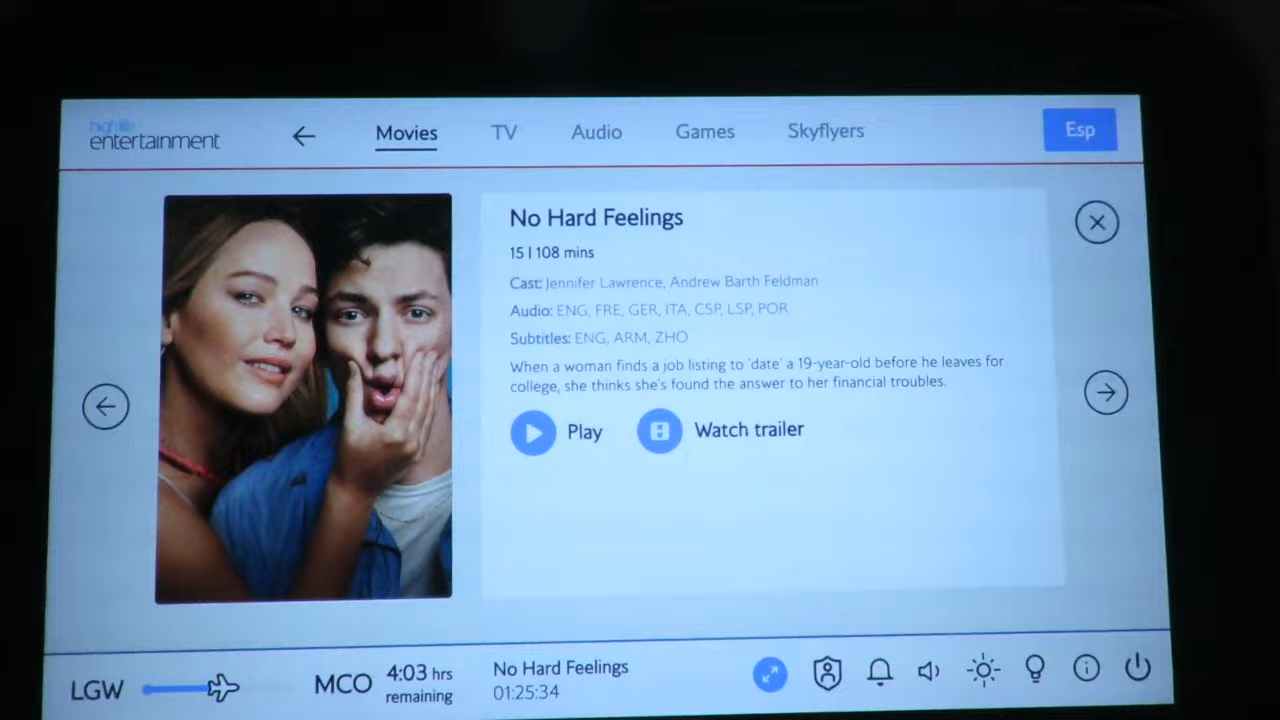 high life
entertainment
Movies TV Audio Games Skyflyers Esp
No Hard Feelings
15 | 108 mins
Cast: Jennifer Lawrence, Andrew Barth Feldman
Audio: ENG, FRE, GER, ITA, CSP, LSP, POR
Subtitles: ENG, ARM, ZHO
When a woman finds a job listing to 'date' a 19-year-old before he leaves for
college, she thinks she's found the answer to her financial troubles.
Play Watch trailer
LGW MCO 4:03 hrs
remaining
No Hard Feelings
01:25:34